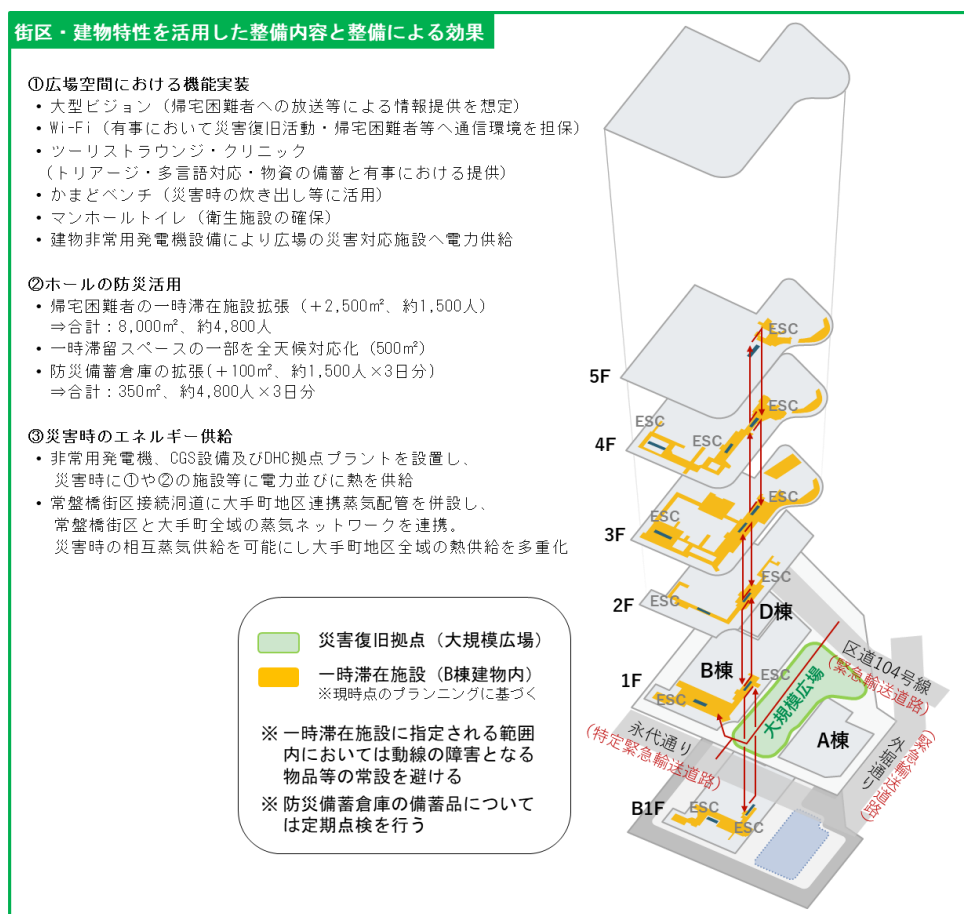 街区・建物特性を活用した整備内容と整備による効果
①広場空間における機能実装
• 大型ビジョン（帰宅困難者への放送等による情報提供を想定）
• Wi-Fi（有事において災害復旧活動・帰宅困難者等へ通信環境を担保）
• ツーリストラウンジ・クリニック
（トリアージ・多言語対応・物資の備蓄と有事における提供）
• かまどベンチ（災害時の炊き出し等に活用）
• マンホールトイレ（衛生施設の確保）
• 建物非常用発電機設備により広場の災害対応施設へ電力供給
②ホールの防災活用
• 帰宅困難者の一時滞在施設拡張（＋2,500㎡、約1,500人）
⇒合計：8,000㎡、約4,800人
• 一時滞留スペースの一部を全天候対応化（500㎡）
• 防災備蓄倉庫の拡張（＋100㎡、約1,500人×3日分）
⇒合計：350㎡、約4,800人×3日分
③災害時のエネルギー供給
• 非常用発電機、CGS設備及びDHC拠点プラントを設置し、
災害時に①や②の施設等に電力並びに熱を供給
• 常盤橋街区接続洞道に大手町地区連携蒸気配管を併設し、
常盤橋街区と大手町全域の蒸気ネットワークを連携。
災害時の相互蒸気供給を可能にし大手町地区全域の熱供給を多重化
災害復旧拠点（大規模広場）
一時滞在施設（B棟建物内）
※現時点のプランニングに基づく
※ 一時滞在施設に指定される範囲
内においては動線の障害となる
物品等の常設を避ける
※ 防災備蓄倉庫の備蓄品について
は定期点検を行う
5F
ESC
4F
ESC
ESC
ESC
3F
ESC
ESC
ESC
2F
ESC
ESC
D棟
1F
B棟
ESC
ESC
大規模広場
A棟
区道104号線
（緊急輸送道路）
永代通り
（特定緊急輸送道路）
外堀通り
（緊急輸送道路）
B1F
ESC
ESC